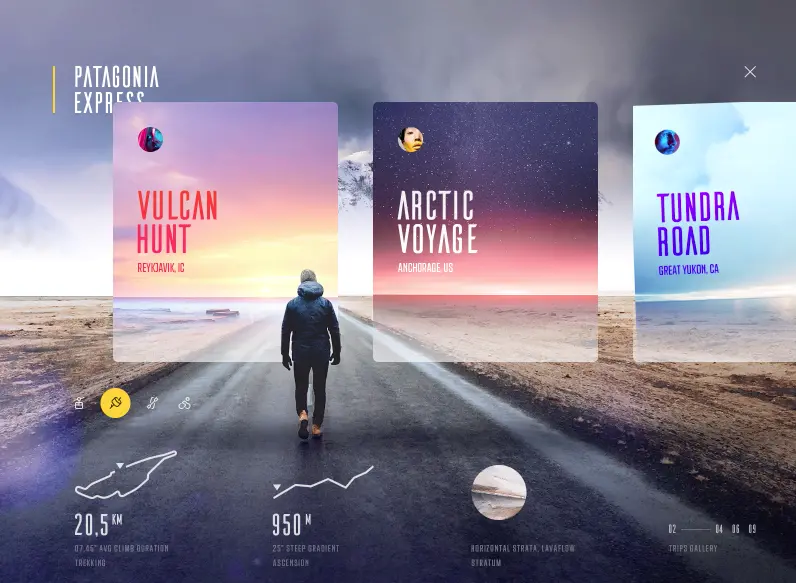 PATAGONIA
EXPRESS
VULCAN
HUNT
REYKJAVIK, IC
ARCTIC
VOYAGE
ANCHORAGE, US
TUNDRA
ROAD
GREAT YUKON, CA
20,5 KM
07,46" AVG CLIMB DURATION
TREKKING
950 M
25° STEEP GRADIENT
ASCENSION
HORIZONTAL STRATA, LAVAFLOW
STRATUM
02 04 06 09
TRIPS GALLERY